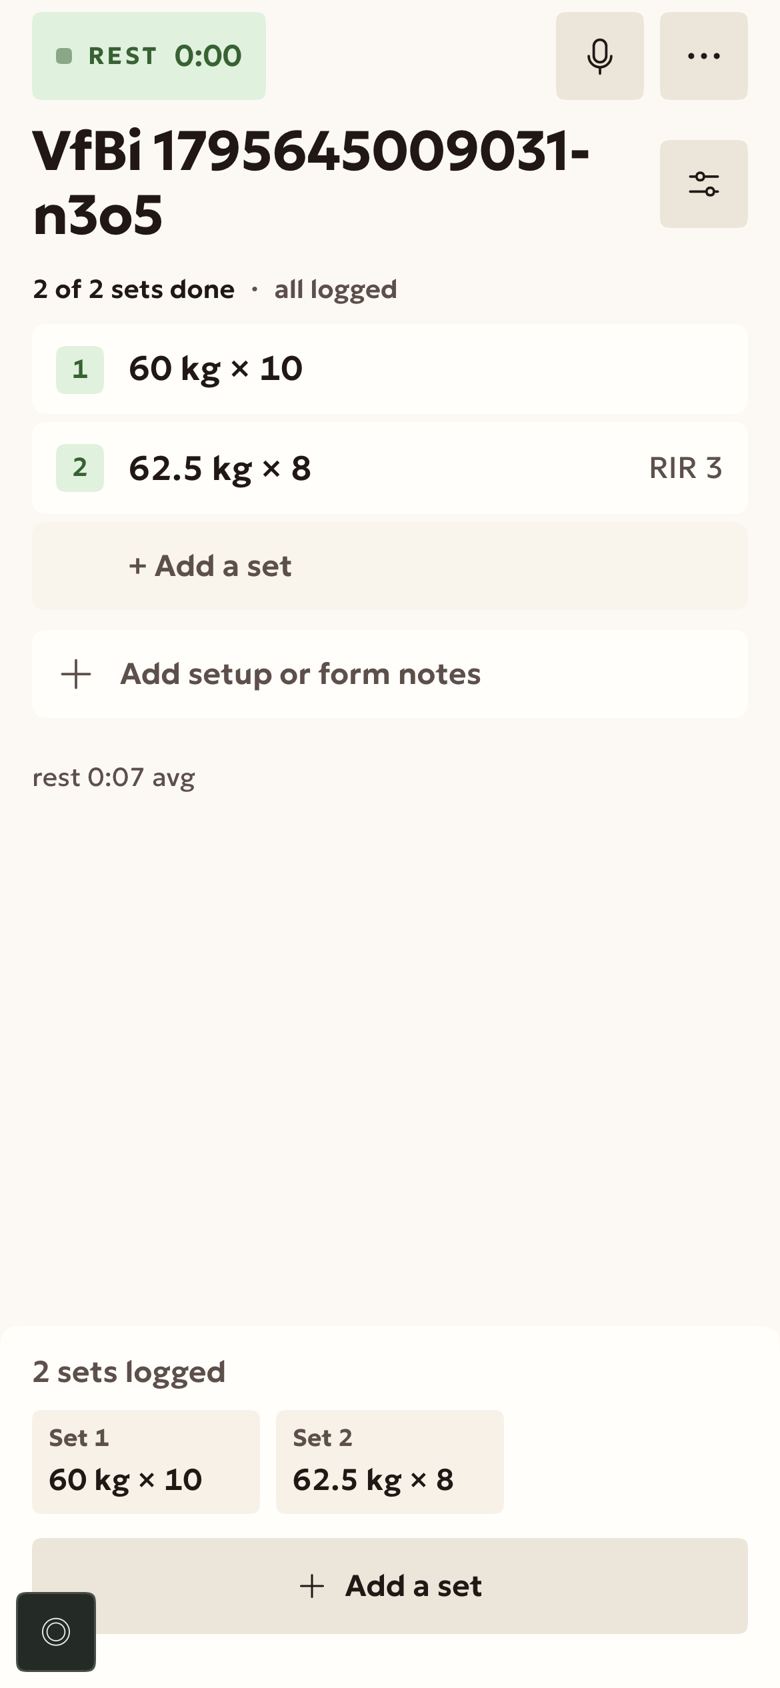 REST 0:00
VfBi 1795645009031-
n3o5
2 of 2 sets done · all logged
1 60 kg × 10
2 62.5 kg × 8 RIR 3
+ Add a set
Add setup or form notes
rest 0:07 avg
2 sets logged
Set 1 Set 2
60 kg × 10 62.5 kg × 8
Add a set